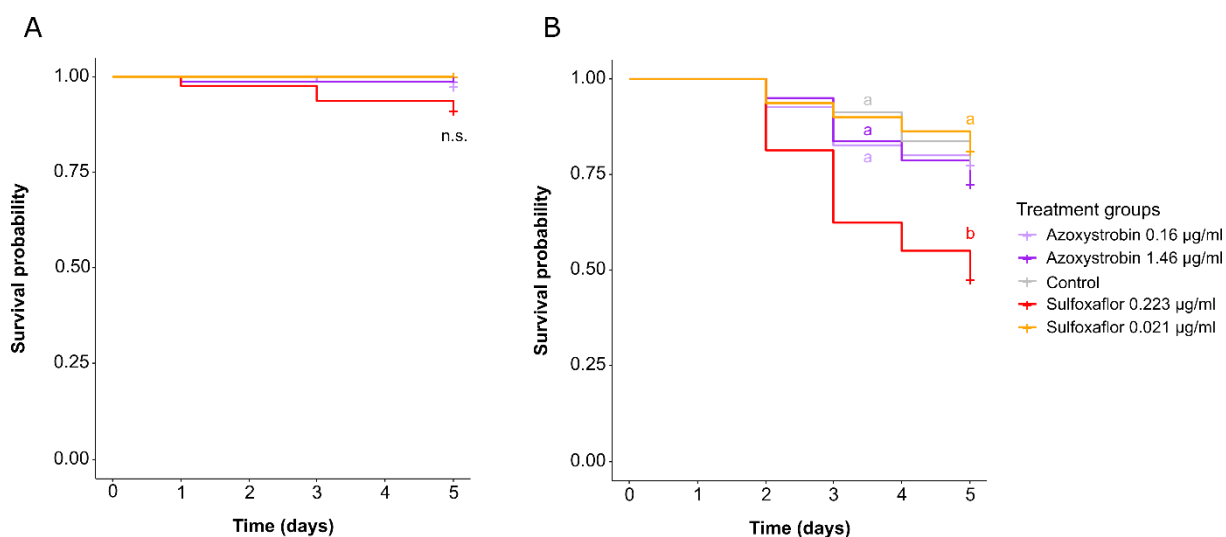 A
B
1.00
0.75
0.50
0.25
0.00
Survival probability
0
1
2
3
4
5
Time (days)
n.s.
1.00
0.75
0.50
0.25
0.00
Survival probability
0
1
2
3
4
5
Time (days)
a
a
a
a
b
Treatment groups
Azoxystrobin 0.16 µg/ml
Azoxystrobin 1.46 µg/ml
Control
Sulfoxaflor 0.223 µg/ml
Sulfoxaflor 0.021 µg/ml